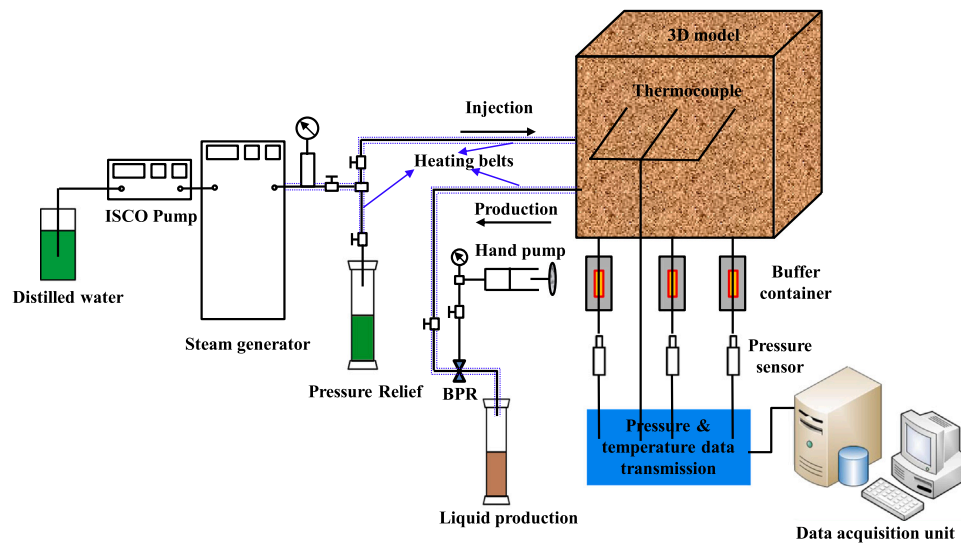 3D model
Thermocouple
Injection
Heating belts
ISCO Pump
Production
Hand pump
Buffer
container
Distilled water
Steam generator
Pressure
sensor
Pressure Relief
BPR
Pressure &
temperature data
transmission
Liquid production
Data acquisition unit